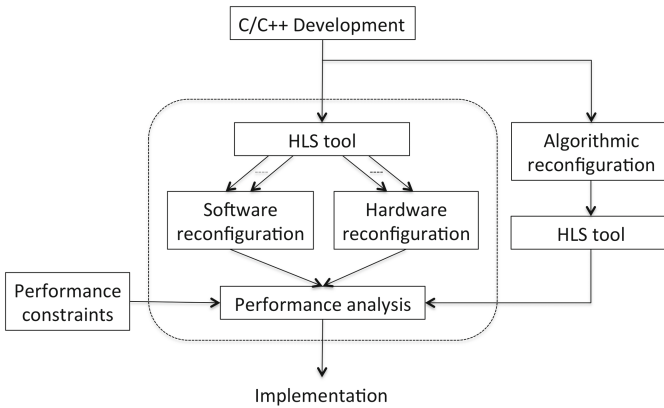 C/C++ Development
HLS tool
Algorithmic
reconfiguration
Software
reconfiguration
Hardware
reconfiguration
HLS tool
Performance
constraints
Performance analysis
Implementation